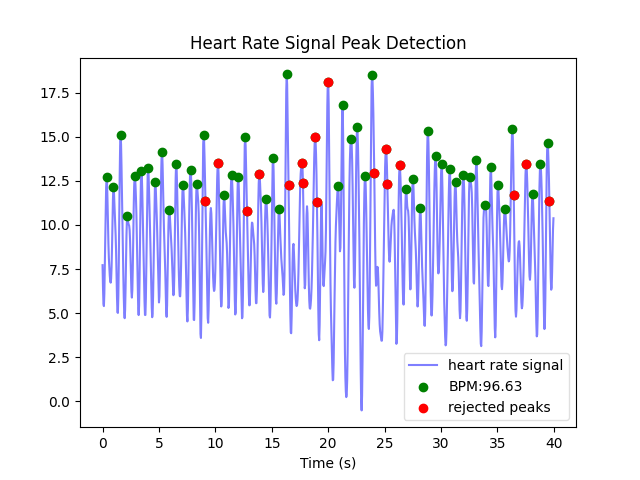 Heart Rate Signal Peak Detection
17.5
15.0
12.5
10.0
7.5
5.0
2.5
0.0
heart rate signal
BPM:96.63
rejected peaks
0 5 10 15 20 25 30 35 40
Time (s)